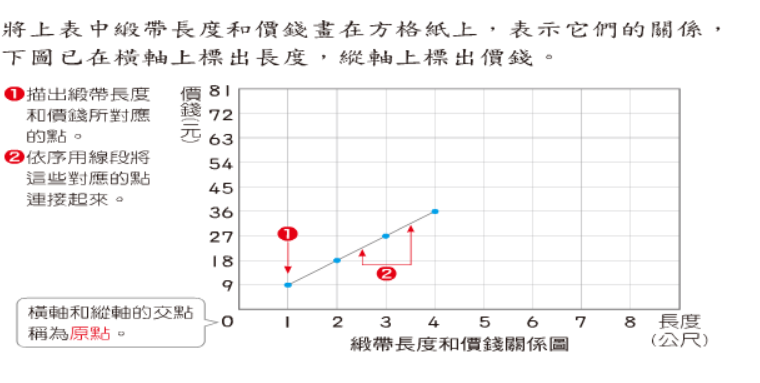 將上表中緞帶長度和價錢畫在方格紙上，表示它們的關係，
下圖已在橫軸上標出長度，縱軸上標出價錢。
❶描出緞帶長度
和價錢所對應
的點。
❷依序用線段將
這些對應的點
連接起來。
價錢(元)
81
72
63
54
45
36
27
18
9
❶
❷
橫軸和縱軸的交點
稱為原點。
0 1 2 3 4 5 6 7 8 長度
(公尺)
緞帶長度和價錢關係圖